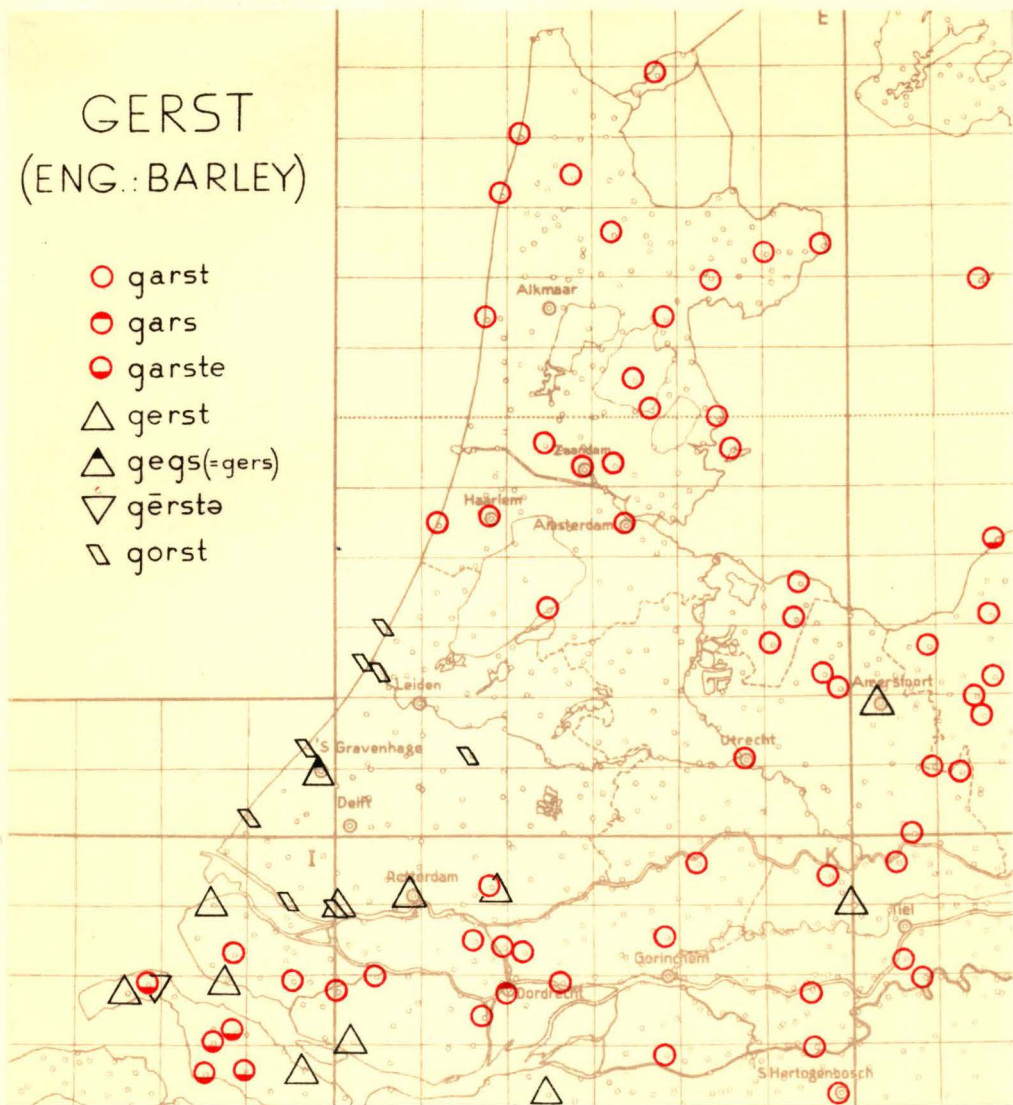 GERST
(ENG.: BARLEY)
garst
gars
garste
gerst
gegs (=gers)
gērstə
gorst
E
Alkmaar
Zaandam
Haarlem
Amsterdam
Leiden
Amersfoort
S Gravenhage
Utrecht
Delft
I
K
Rotterdam
Tiel
Gorinchem
Dordrecht
S Hertogenbosch